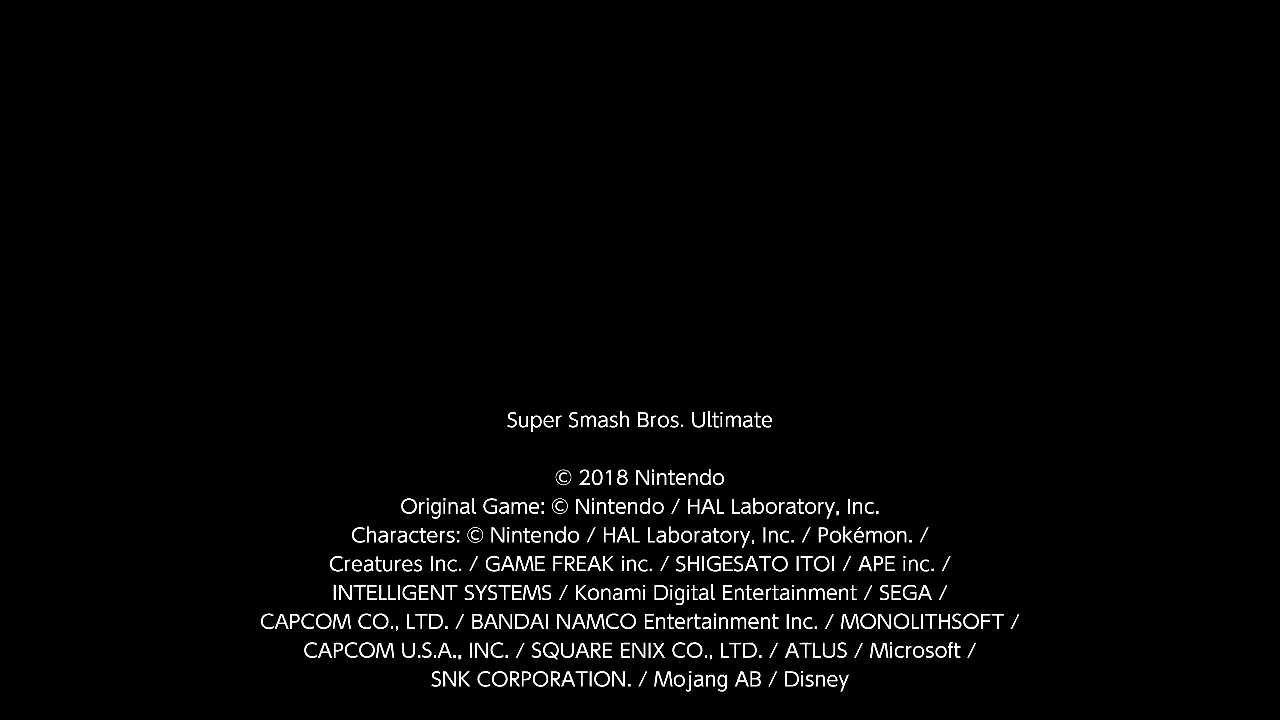 Super Smash Bros. Ultimate
© 2018 Nintendo
Original Game: © Nintendo / HAL Laboratory, Inc.
Characters: © Nintendo / HAL Laboratory, Inc. / Pokémon. /
Creatures Inc. / GAME FREAK inc. / SHIGESATO ITOI / APE inc. /
INTELLIGENT SYSTEMS / Konami Digital Entertainment / SEGA /
CAPCOM CO., LTD. / BANDAI NAMCO Entertainment Inc. / MONOLITHSOFT /
CAPCOM U.S.A., INC. / SQUARE ENIX CO., LTD. / ATLUS / Microsoft /
SNK CORPORATION. / Mojang AB / Disney